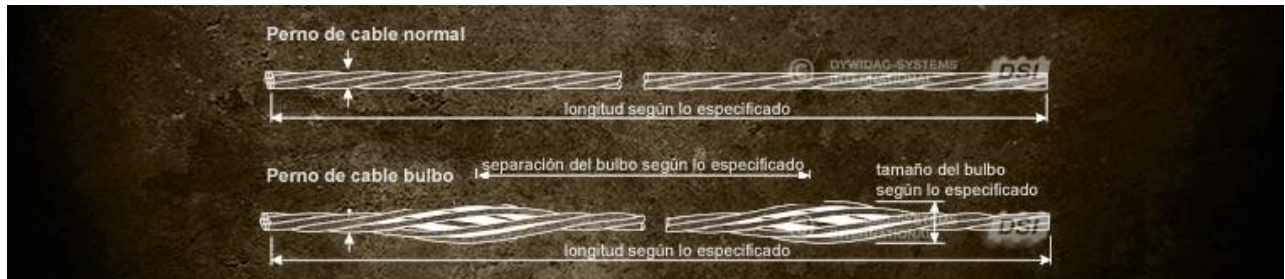 Perno de cable normal
© DYWIDAG-SYSTEMS
INTERNATIONAL
DSI
longitud según lo especificado
separación del bulbo según lo especificado
Perno de cable bulbo
tamaño del bulbo
según lo especificado
INTERNATIONAL
DSI
longitud según lo especificado